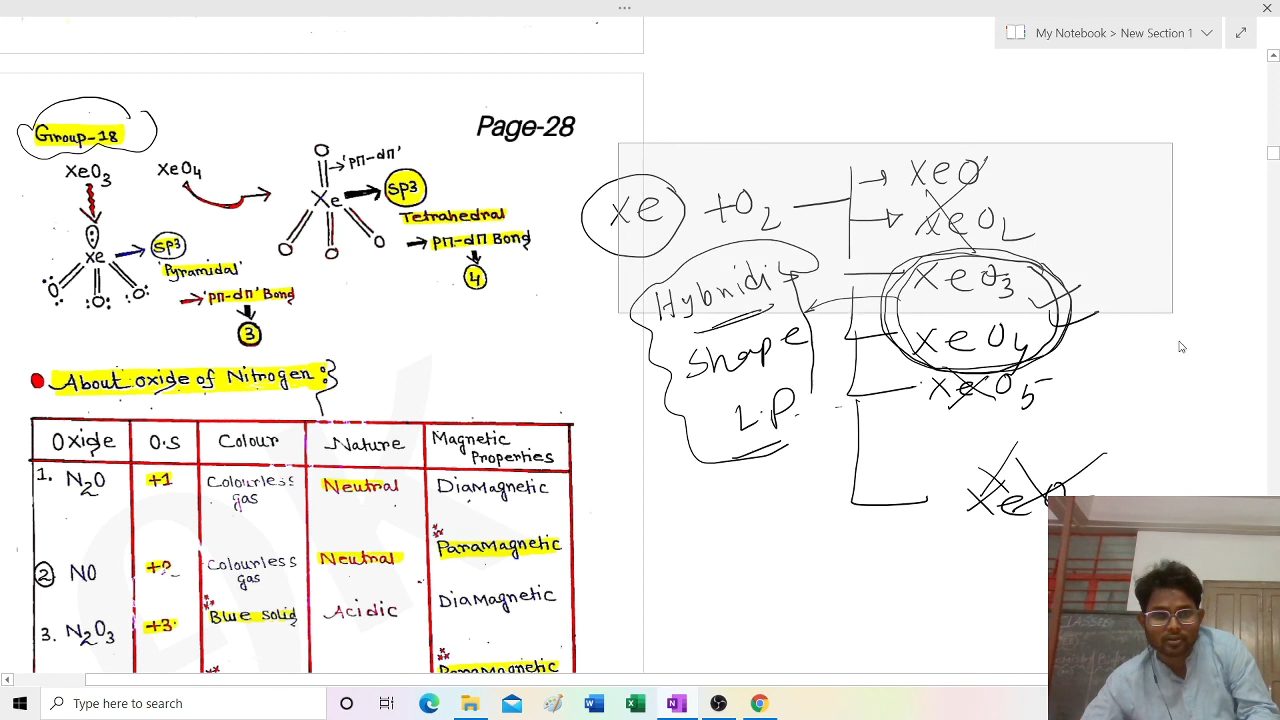 My Notebook > New Section 1
Group-18
Page-28
XeO3
XeO4
O
'pπ-dπ'
Xe
sp3
Tetrahedral
→ pπ-dπ Bond
4
O O O
Xe
sp3
'Pyramidal'
→ 'pπ-dπ' Bond
3
O O O
About oxide of Nitrogen :
Oxide O.S Colour Nature Magnetic Properties
1. N2O +1 Colourless gas Neutral DiaMagnetic
2 NO +2 Colourless gas Neutral ParaMagnetic
3. N2O3 +3 Blue solid Acidic DiaMagnetic
ParaMagnetic
Xe + O2
XeO
XeO2
XeO3
XeO4
XeO5
Hybridi
Shape
L.P.
Type here to search